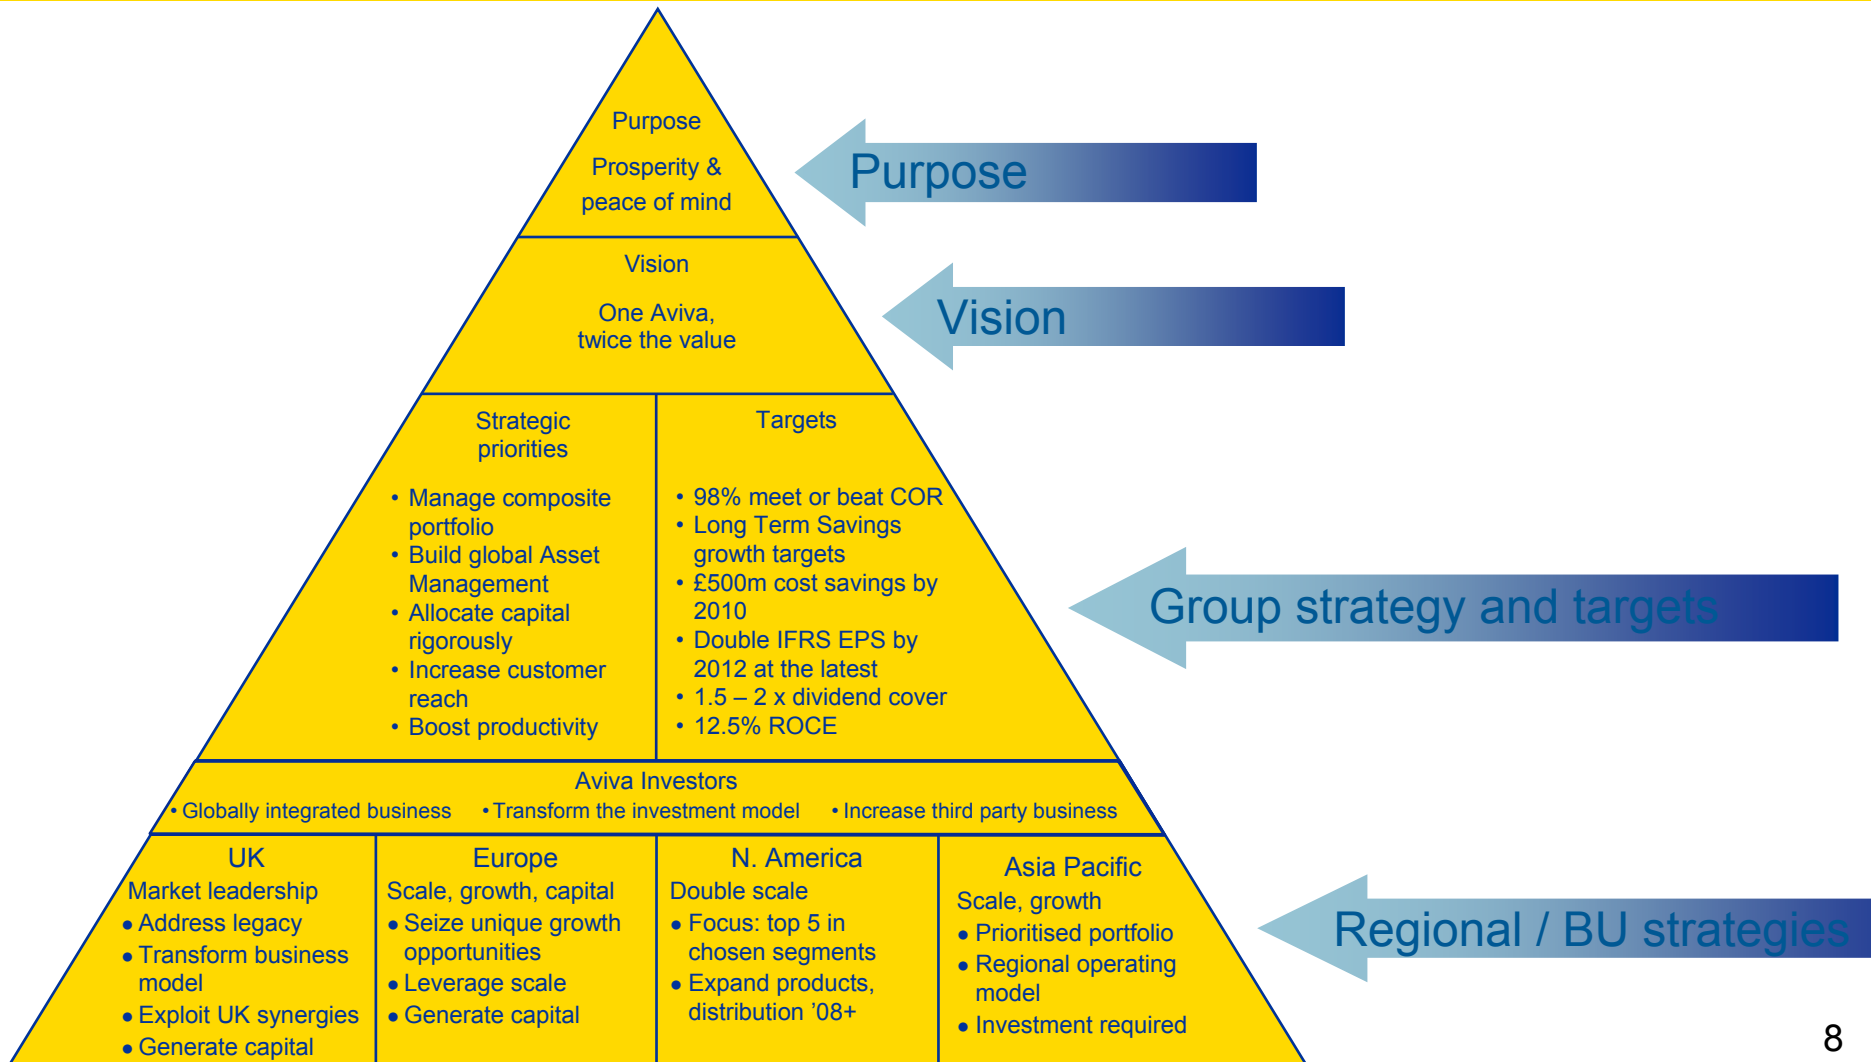 Purpose
Prosperity &
peace of mind
Purpose
Vision
One Aviva,
twice the value
Vision
Strategic
priorities
• Manage composite
portfolio
• Build global Asset
Management
• Allocate capital
rigorously
• Increase customer
reach
• Boost productivity
Targets
• 98% meet or beat COR
• Long Term Savings
growth targets
• £500m cost savings by
2010
• Double IFRS EPS by
2012 at the latest
• 1.5 – 2 x dividend cover
• 12.5% ROCE
Group strategy and targets
Aviva Investors
• Globally integrated business • Transform the investment model • Increase third party business
UK
Market leadership
• Address legacy
• Transform business
model
• Exploit UK synergies
• Generate capital
Europe
Scale, growth, capital
• Seize unique growth
opportunities
• Leverage scale
• Generate capital
N. America
Double scale
• Focus: top 5 in
chosen segments
• Expand products,
distribution ’08+
Asia Pacific
Scale, growth
• Prioritised portfolio
• Regional operating
model
• Investment required
Regional / BU strategies
8